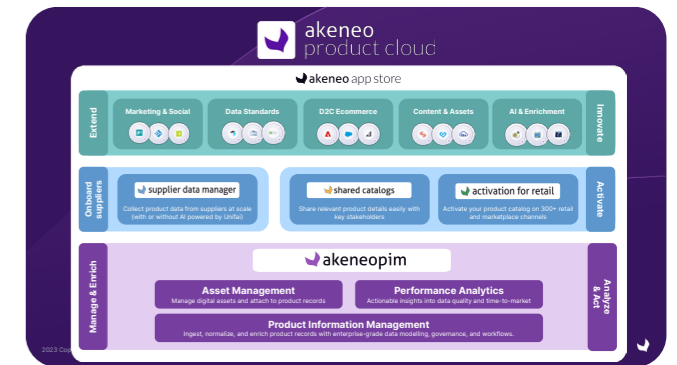 akeneo
product cloud
akeneo app store
Extend
Marketing & Social
Data Standards
D2C Ecommerce
Content & Assets
AI & Enrichment
Innovate
Onboard
suppliers
supplier data manager
Collect product data from suppliers at scale
(with or without AI powered by Unifai)
shared catalogs
Share relevant product details easily with
key stakeholders
activation for retail
Activate your product catalog on 300+ retail
and marketplace channels
Activate
Manage & Enrich
akeneopim
Asset Management
Manage digital assets and attach to product records
Performance Analytics
Actionable insights into data quality and time-to-market
Product Information Management
Ingest, normalize, and enrich product records with enterprise-grade data modelling, governance, and workflows.
Analyze
& Act
2023 Cop